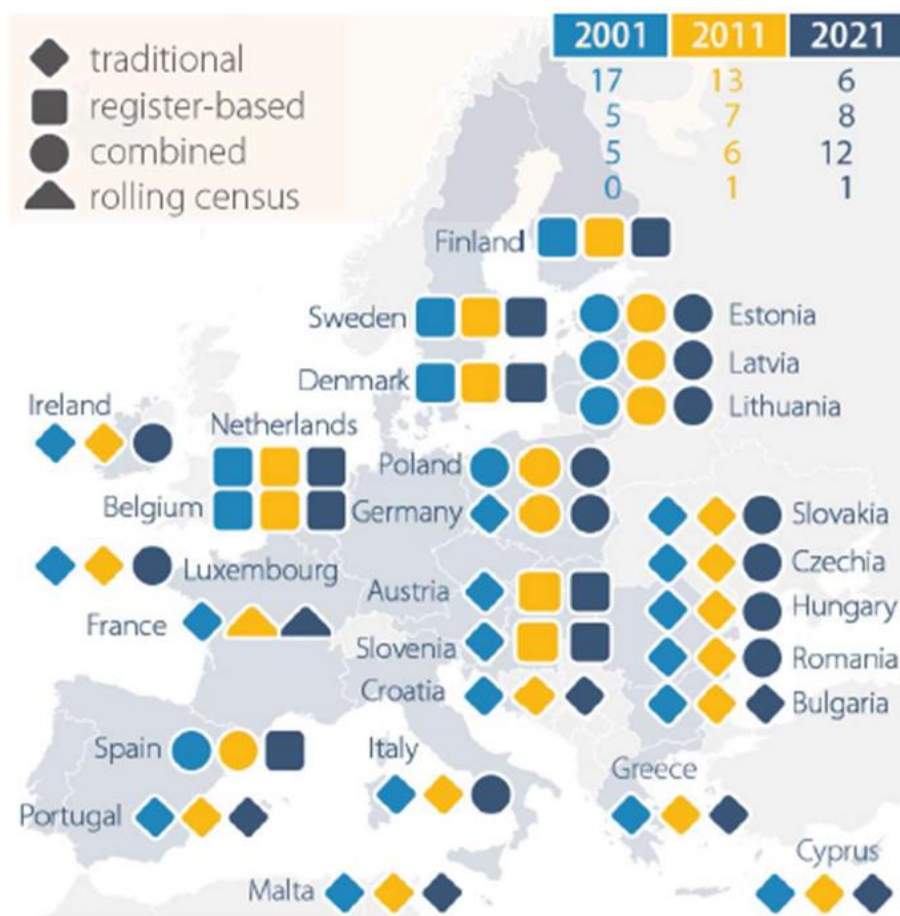 2001 2011 2021
traditional 17 13 6
register-based 5 7 8
combined 5 6 12
rolling census 0 1 1
Finland
Sweden
Estonia
Latvia
Denmark
Lithuania
Ireland
Netherlands
Poland
Belgium
Germany
Slovakia
Luxembourg
Czechia
Austria
Hungary
France
Slovenia
Romania
Croatia
Bulgaria
Spain
Italy
Greece
Portugal
Cyprus
Malta